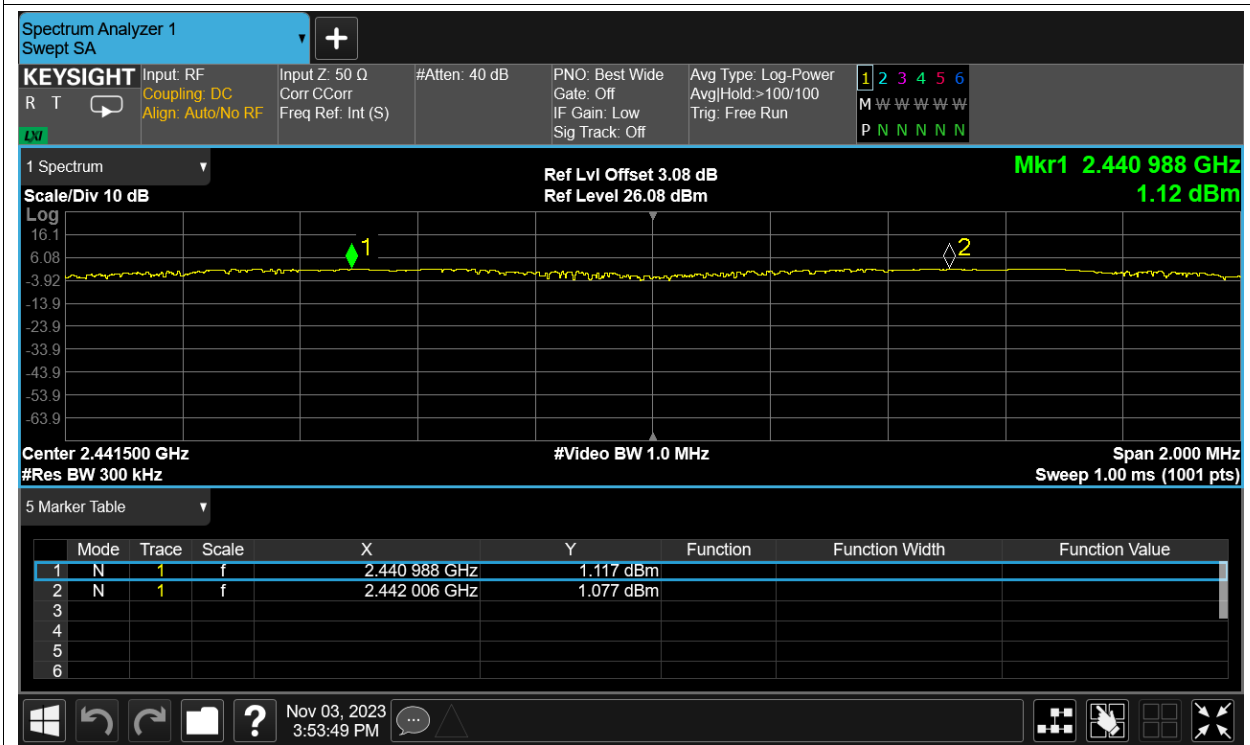 Spectrum Analyzer 1
Swept SA
KEYSIGHT
R T
LXI
Input: RF
Coupling: DC
Align: Auto/No RF
Input Z: 50 Ω
Corr CCorr
Freq Ref: Int (S)
#Atten: 40 dB
PNO: Best Wide
Gate: Off
IF Gain: Low
Sig Track: Off
Avg Type: Log-Power
Avg|Hold:>100/100
Trig: Free Run
1 2 3 4 5 6
M W W W W W
P N N N N N
1 Spectrum
Scale/Div 10 dB
Ref Lvl Offset 3.08 dB
Ref Level 26.08 dBm
Mkr1 2.440 988 GHz
1.12 dBm
Log
16.1
6.08
-3.92
-13.9
-23.9
-33.9
-43.9
-53.9
-63.9
1
2
Center 2.441500 GHz
#Video BW 1.0 MHz
Span 2.000 MHz
#Res BW 300 kHz
Sweep 1.00 ms (1001 pts)
5 Marker Table
Mode Trace Scale X Y Function Function Width Function Value
1 N 1 f 2.440 988 GHz 1.117 dBm
2 N 1 f 2.442 006 GHz 1.077 dBm
3
4
5
6
?
Nov 03, 2023
3:53:49 PM